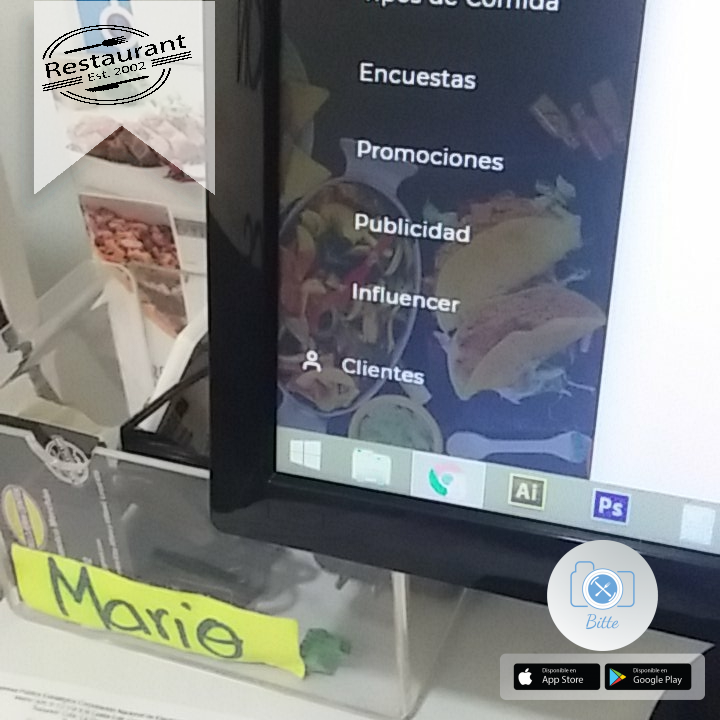 Restaurant
Est. 2002
Tipos de Comida
Encuestas
Promociones
Publicidad
Influencer
Clientes
Ai
Ps
Mario
Bitte
Disponible en
App Store
Disponible en
Google Play